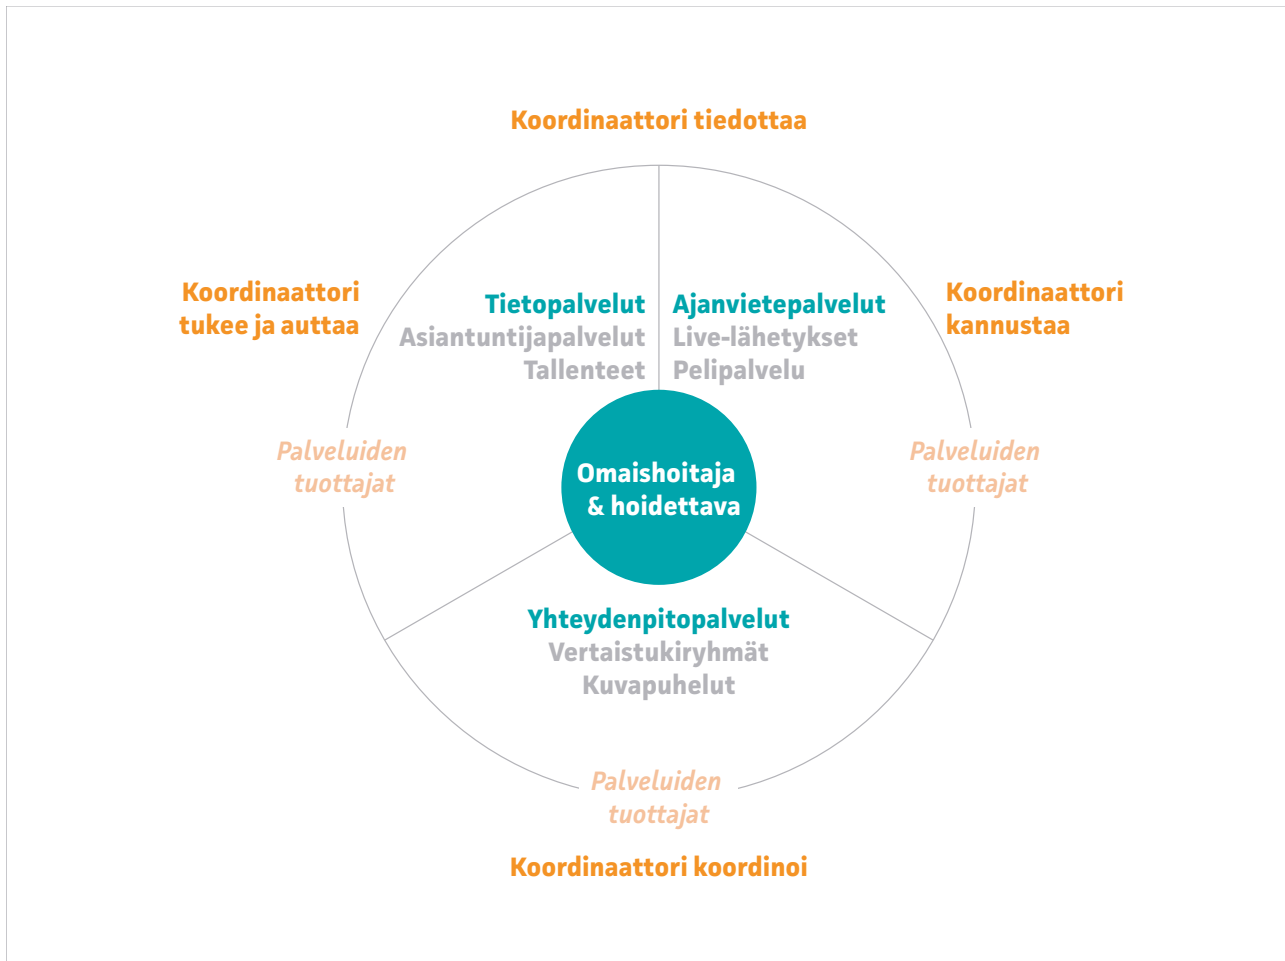 Koordinaattori tiedottaa
Koordinaattori
tukee ja auttaa
Tietopalvelut
Asiantuntijapalvelut
Tallenteet
Ajanvietepalvelut
Live-lähetykset
Pelipalvelu
Koordinaattori
kannustaa
Palveluiden
tuottajat
Omaishoitaja
& hoidettava
Palveluiden
tuottajat
Yhteydenpitopalvelut
Vertaistukiryhmät
Kuvapuhelut
Palveluiden
tuottajat
Koordinaattori koordinoi